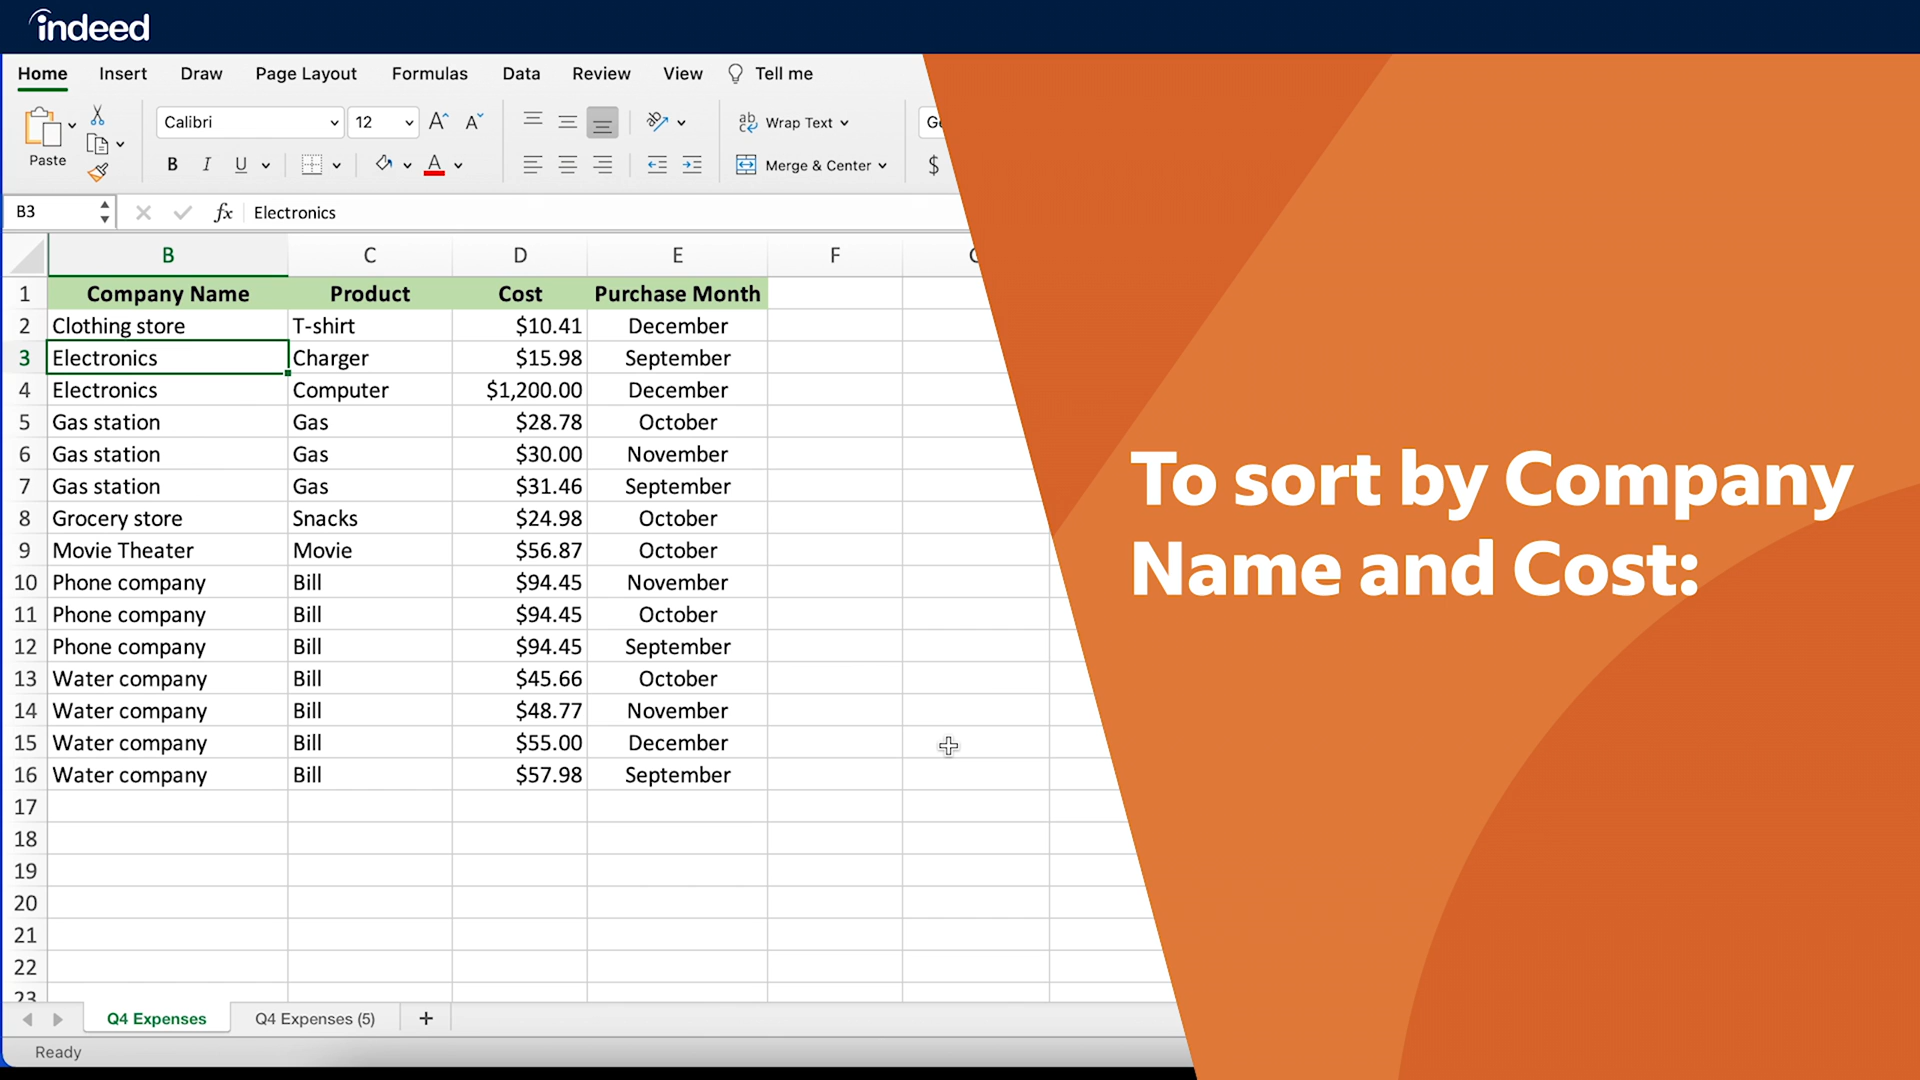 indeed
Home Insert Draw Page Layout Formulas Data Review View Tell me
Calibri 12 A A ab Wrap Text
Paste B I U A Merge & Center $
B3 fx Electronics
B C D E F
1 Company Name Product Cost Purchase Month
2 Clothing store T-shirt $10.41 December
3 Electronics Charger $15.98 September
4 Electronics Computer $1,200.00 December
5 Gas station Gas $28.78 October
6 Gas station Gas $30.00 November
7 Gas station Gas $31.46 September
8 Grocery store Snacks $24.98 October
9 Movie Theater Movie $56.87 October
10 Phone company Bill $94.45 November
11 Phone company Bill $94.45 October
12 Phone company Bill $94.45 September
13 Water company Bill $45.66 October
14 Water company Bill $48.77 November
15 Water company Bill $55.00 December
16 Water company Bill $57.98 September
17
18
19
20
21
22
23
Q4 Expenses Q4 Expenses (5) +
Ready
To sort by Company
Name and Cost: